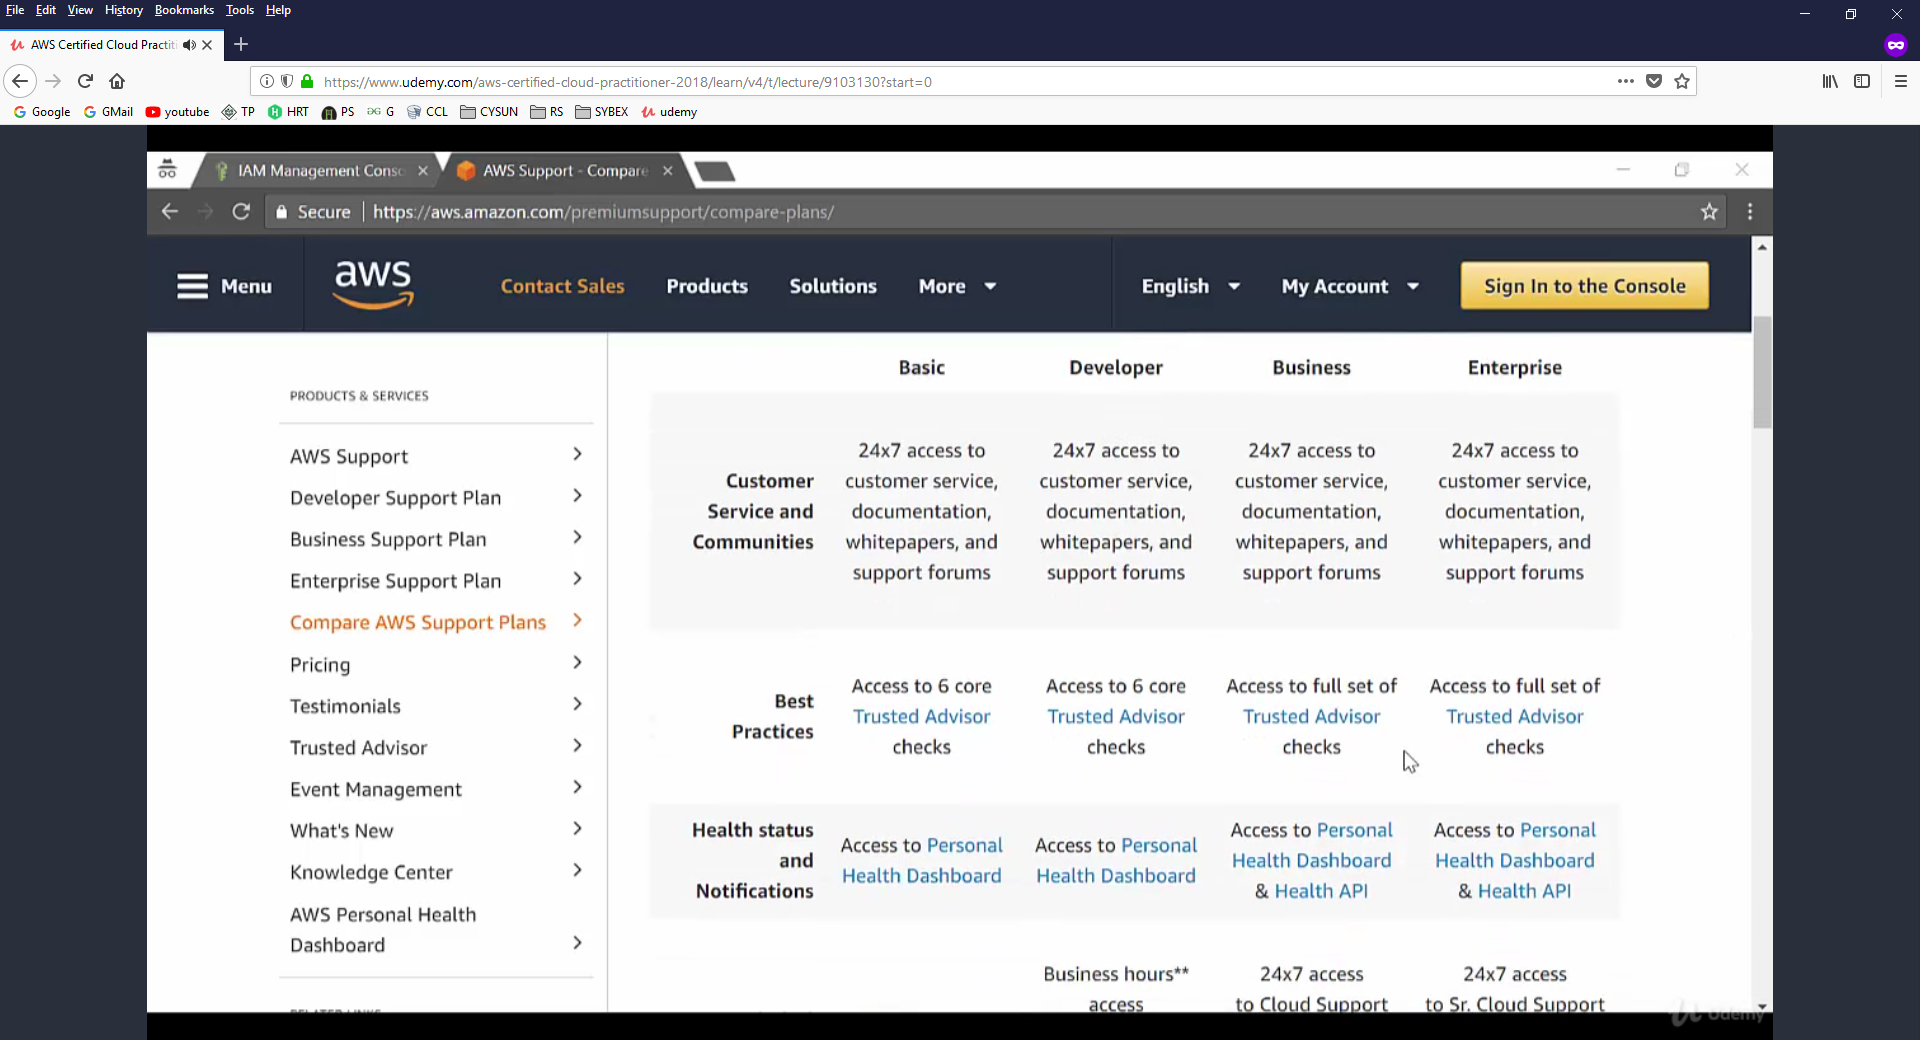 File Edit View History Bookmarks Tools Help
AWS Certified Cloud Practiti
https://www.udemy.com/aws-certified-cloud-practitioner-2018/learn/v4/t/lecture/9103130?start=0
Google GMail youtube TP HRT PS G CCL CYSUN RS SYBEX udemy
IAM Management Conso AWS Support - Compare
Secure https://aws.amazon.com/premiumsupport/compare-plans/
Menu aws Contact Sales Products Solutions More English My Account Sign In to the Console
PRODUCTS & SERVICES
AWS Support
Developer Support Plan
Business Support Plan
Enterprise Support Plan
Compare AWS Support Plans
Pricing
Testimonials
Trusted Advisor
Event Management
What's New
Knowledge Center
AWS Personal Health
Dashboard
RELATED LINKS
Basic Developer Business Enterprise
Customer
Service and
Communities
24x7 access to
customer service,
documentation,
whitepapers, and
support forums
24x7 access to
customer service,
documentation,
whitepapers, and
support forums
24x7 access to
customer service,
documentation,
whitepapers, and
support forums
24x7 access to
customer service,
documentation,
whitepapers, and
support forums
Best
Practices
Access to 6 core
Trusted Advisor
checks
Access to 6 core
Trusted Advisor
checks
Access to full set of
Trusted Advisor
checks
Access to full set of
Trusted Advisor
checks
Health status
and
Notifications
Access to Personal
Health Dashboard
Access to Personal
Health Dashboard
Access to Personal
Health Dashboard
& Health API
Access to Personal
Health Dashboard
& Health API
Business hours**
access
24x7 access
to Cloud Support
24x7 access
to Sr. Cloud Support
Udemy